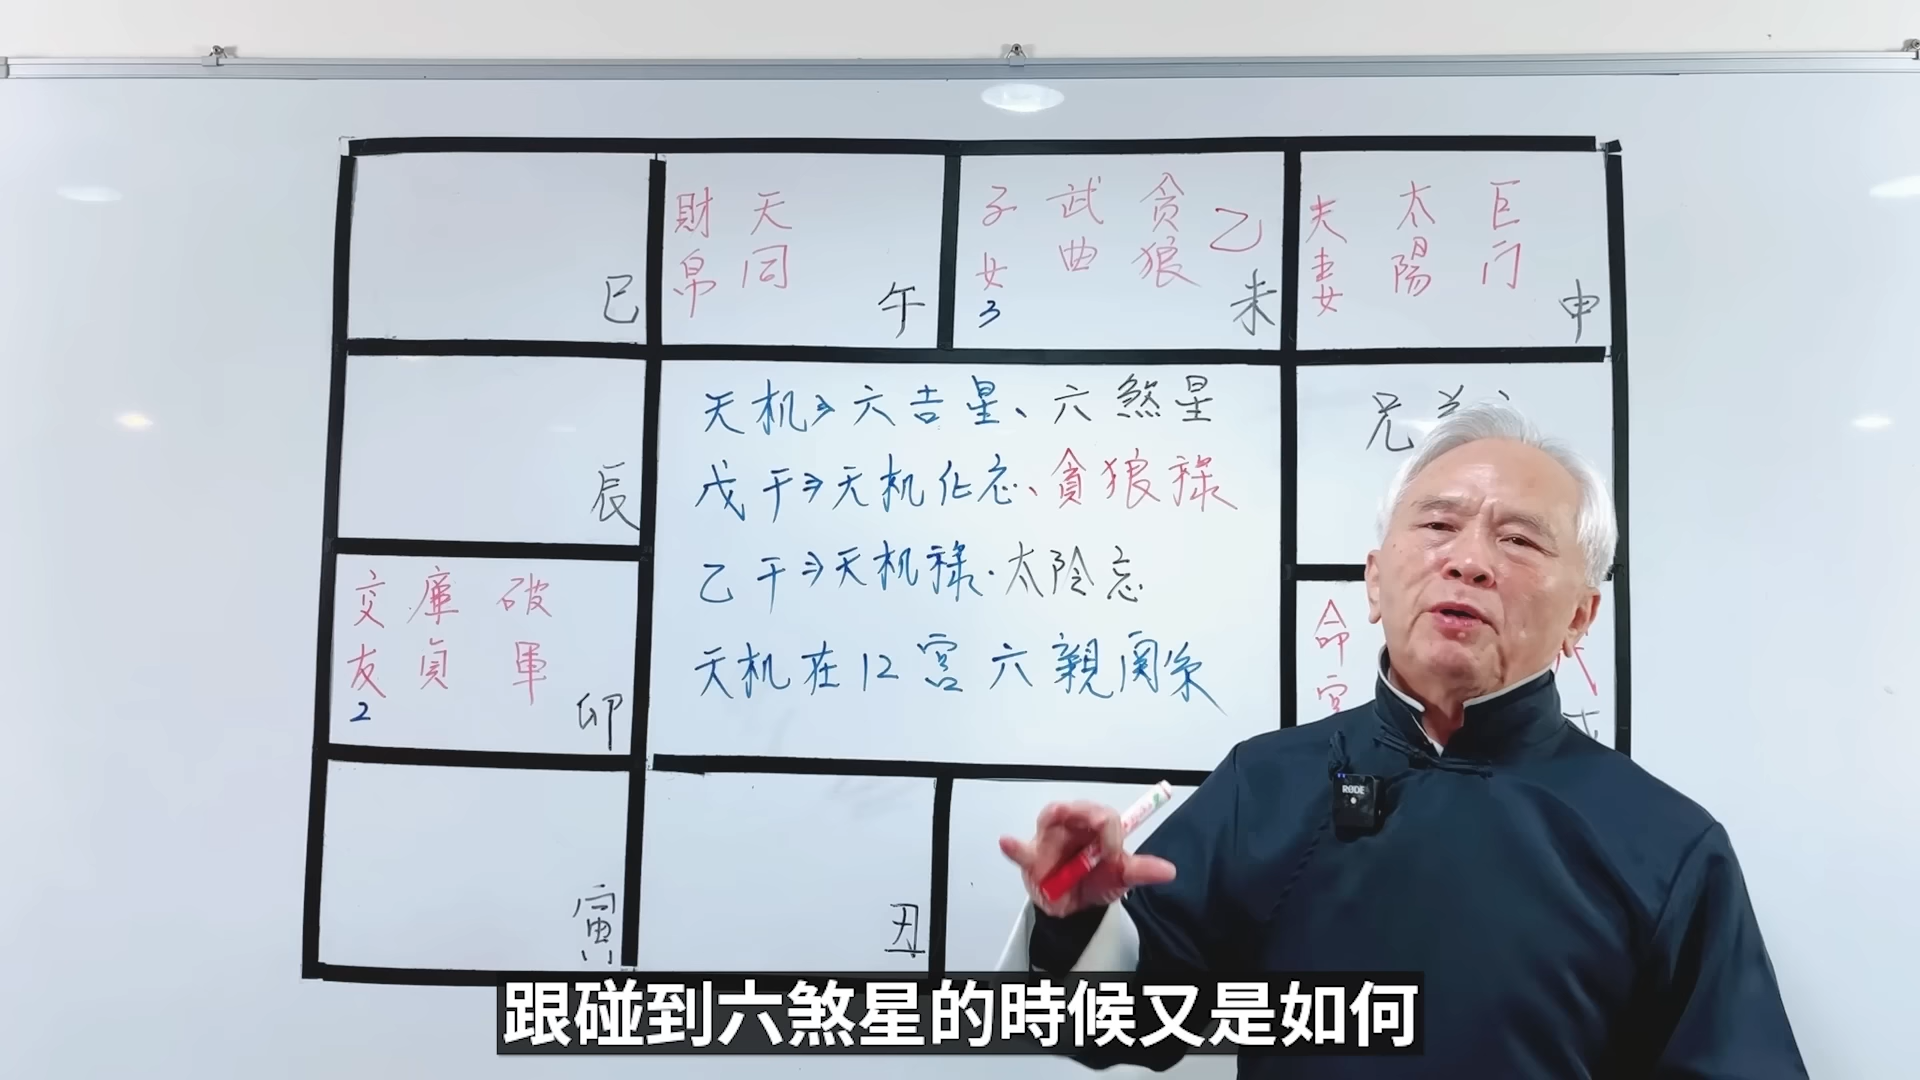 財帛 天同
子女 武曲 貪狼 乙
夫妻 太陽 巨门
3
巳
午
未
申
天机⇒六吉星、六煞星
戊干⇒天机化忌、貪狼祿
乙干⇒天机祿.太陰忌
天机在12宮六親関系
兄
辰
交友 廉貞 破軍
2
卯
命宮
寅
丑
RØDE
跟碰到六煞星的時候又是如何